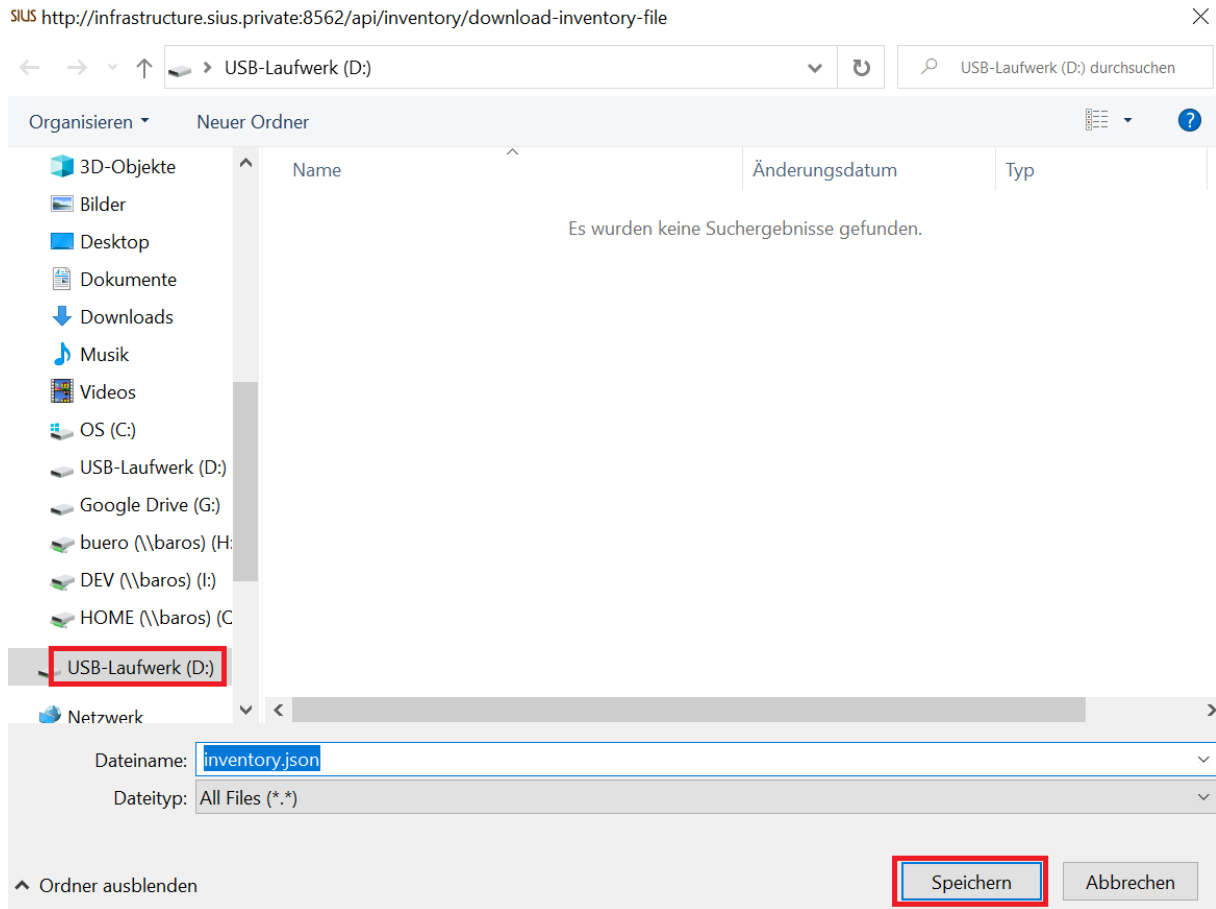 SIUS http://infrastructure.sius.private:8562/api/inventory/download-inventory-file
USB-Laufwerk (D:)
USB-Laufwerk (D:) durchsuchen
Organisieren
Neuer Ordner
?
3D-Objekte
Bilder
Desktop
Dokumente
Downloads
Musik
Videos
OS (C:)
USB-Laufwerk (D:)
Google Drive (G:)
buero (\\baros) (H:
DEV (\\baros) (I:)
HOME (\\baros) (
USB-Laufwerk (D:)
Netzwerk
Name
Änderungsdatum
Typ
Es wurden keine Suchergebnisse gefunden.
Dateiname:
inventory.json
Dateityp:
All Files (*.*)
Ordner ausblenden
Speichern
Abbrechen